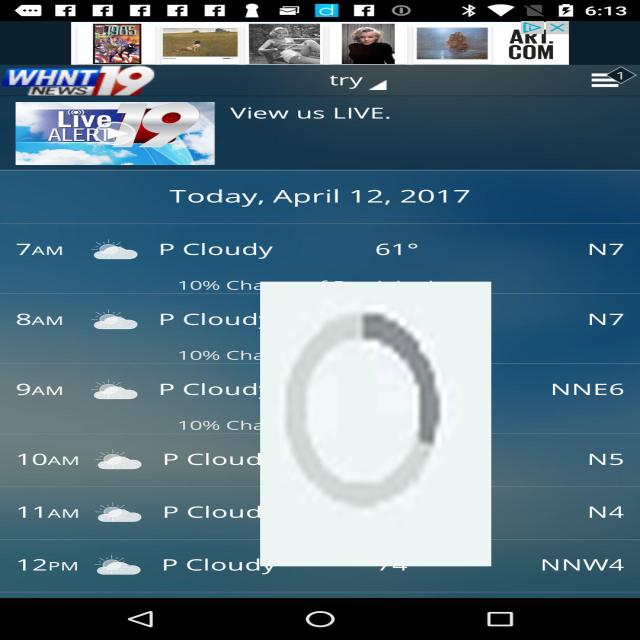 6:13
ART.
COM
WHNT 19
NEWS
try
1
Live
ALERT 19
View us LIVE.
Today, April 12, 2017
7AM P Cloudy 61° N7
10% Cha
8AM P Cloudy N7
10% Cha
9AM P Cloudy NNE6
10% Cha
10AM P Cloud N5
11AM P Cloud N4
12PM P Cloudy 74 NNW4